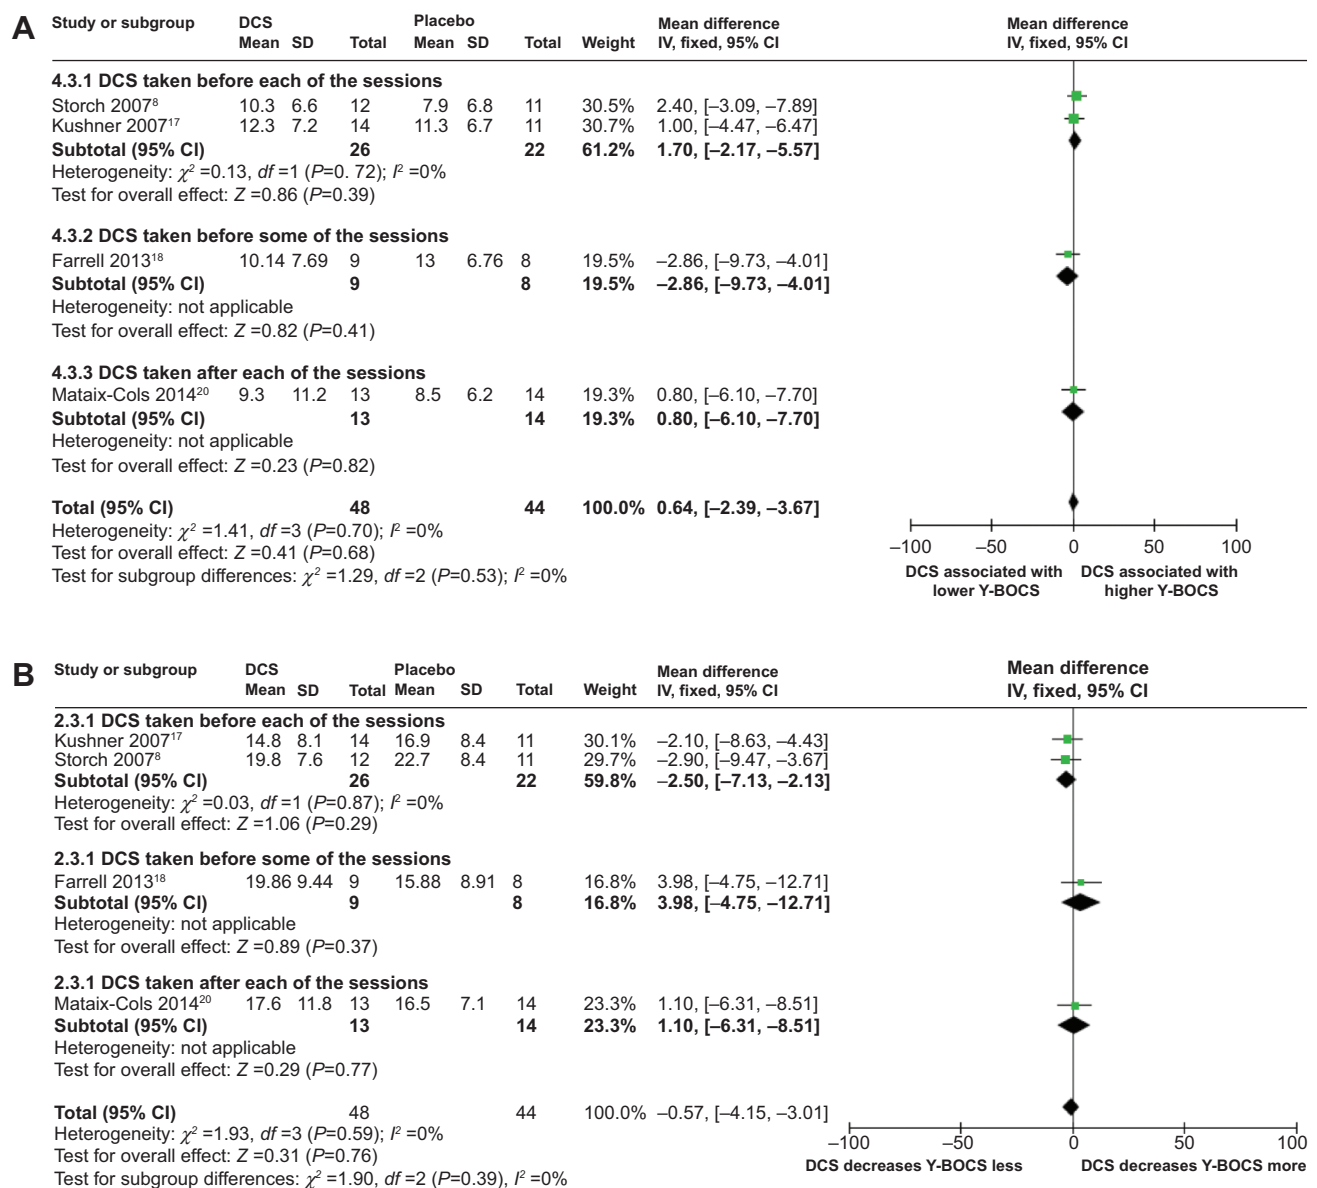 A
Study or subgroup DCS Placebo Mean difference Mean difference
Mean SD Total Mean SD Total Weight IV, fixed, 95% CI IV, fixed, 95% CI
4.3.1 DCS taken before each of the sessions
Storch 2007⁸ 10.3 6.6 12 7.9 6.8 11 30.5% 2.40, [–3.09, –7.89]
Kushner 2007¹⁷ 12.3 7.2 14 11.3 6.7 11 30.7% 1.00, [–4.47, –6.47]
Subtotal (95% CI) 26 22 61.2% 1.70, [–2.17, –5.57]
Heterogeneity: χ² =0.13, df =1 (P=0. 72); I² =0%
Test for overall effect: Z =0.86 (P=0.39)
4.3.2 DCS taken before some of the sessions
Farrell 2013¹⁸ 10.14 7.69 9 13 6.76 8 19.5% –2.86, [–9.73, –4.01]
Subtotal (95% CI) 9 8 19.5% –2.86, [–9.73, –4.01]
Heterogeneity: not applicable
Test for overall effect: Z =0.82 (P=0.41)
4.3.3 DCS taken after each of the sessions
Mataix-Cols 2014²⁰ 9.3 11.2 13 8.5 6.2 14 19.3% 0.80, [–6.10, –7.70]
Subtotal (95% CI) 13 14 19.3% 0.80, [–6.10, –7.70]
Heterogeneity: not applicable
Test for overall effect: Z =0.23 (P=0.82)
Total (95% CI) 48 44 100.0% 0.64, [–2.39, –3.67]
Heterogeneity: χ² =1.41, df =3 (P=0.70); I² =0%
Test for overall effect: Z =0.41 (P=0.68)
Test for subgroup differences: χ² =1.29, df =2 (P=0.53); I² =0%
–100 –50 0 50 100
DCS associated with DCS associated with
lower Y-BOCS higher Y-BOCS
B
Study or subgroup DCS Placebo Mean difference Mean difference
Mean SD Total Mean SD Total Weight IV, fixed, 95% CI IV, fixed, 95% CI
2.3.1 DCS taken before each of the sessions
Kushner 2007¹⁷ 14.8 8.1 14 16.9 8.4 11 30.1% –2.10, [–8.63, –4.43]
Storch 2007⁸ 19.8 7.6 12 22.7 8.4 11 29.7% –2.90, [–9.47, –3.67]
Subtotal (95% CI) 26 22 59.8% –2.50, [–7.13, –2.13]
Heterogeneity: χ² =0.03, df =1 (P=0.87); I² =0%
Test for overall effect: Z =1.06 (P=0.29)
2.3.1 DCS taken before some of the sessions
Farrell 2013¹⁸ 19.86 9.44 9 15.88 8.91 8 16.8% 3.98, [–4.75, –12.71]
Subtotal (95% CI) 9 8 16.8% 3.98, [–4.75, –12.71]
Heterogeneity: not applicable
Test for overall effect: Z =0.89 (P=0.37)
2.3.1 DCS taken after each of the sessions
Mataix-Cols 2014²⁰ 17.6 11.8 13 16.5 7.1 14 23.3% 1.10, [–6.31, –8.51]
Subtotal (95% CI) 13 14 23.3% 1.10, [–6.31, –8.51]
Heterogeneity: not applicable
Test for overall effect: Z =0.29 (P=0.77)
Total (95% CI) 48 44 100.0% –0.57, [–4.15, –3.01]
Heterogeneity: χ² =1.93, df =3 (P=0.59); I² =0%
Test for overall effect: Z =0.31 (P=0.76)
Test for subgroup differences: χ² =1.90, df =2 (P=0.39), I² =0%
–100 –50 0 50 100
DCS decreases Y-BOCS less DCS decreases Y-BOCS more